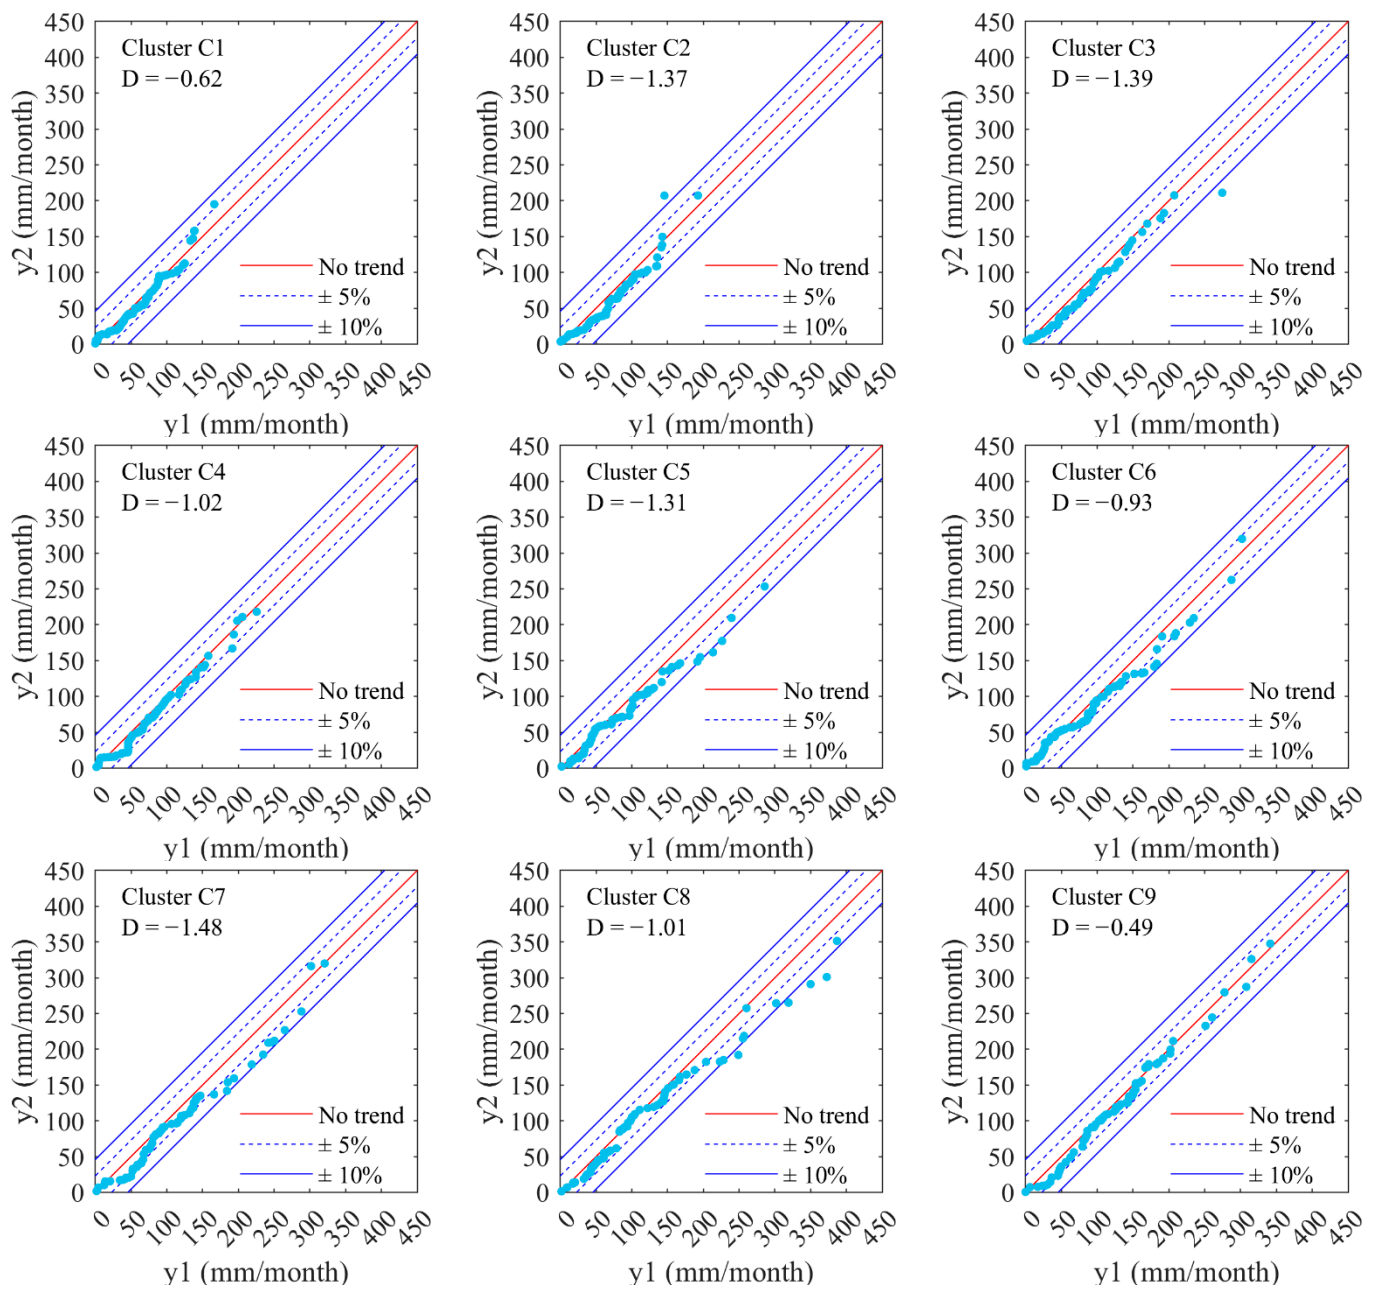 Cluster C1
D = −0.62
450
400
350
300
250
200
150
100
50
0
y2 (mm/month)
No trend
± 5%
± 10%
0 50 100 150 200 250 300 350 400 450
y1 (mm/month)
Cluster C2
D = −1.37
450
400
350
300
250
200
150
100
50
0
y2 (mm/month)
No trend
± 5%
± 10%
0 50 100 150 200 250 300 350 400 450
y1 (mm/month)
Cluster C3
D = −1.39
450
400
350
300
250
200
150
100
50
0
y2 (mm/month)
No trend
± 5%
± 10%
0 50 100 150 200 250 300 350 400 450
y1 (mm/month)
Cluster C4
D = −1.02
450
400
350
300
250
200
150
100
50
0
y2 (mm/month)
No trend
± 5%
± 10%
0 50 100 150 200 250 300 350 400 450
y1 (mm/month)
Cluster C5
D = −1.31
450
400
350
300
250
200
150
100
50
0
y2 (mm/month)
No trend
± 5%
± 10%
0 50 100 150 200 250 300 350 400 450
y1 (mm/month)
Cluster C6
D = −0.93
450
400
350
300
250
200
150
100
50
0
y2 (mm/month)
No trend
± 5%
± 10%
0 50 100 150 200 250 300 350 400 450
y1 (mm/month)
Cluster C7
D = −1.48
450
400
350
300
250
200
150
100
50
0
y2 (mm/month)
No trend
± 5%
± 10%
0 50 100 150 200 250 300 350 400 450
y1 (mm/month)
Cluster C8
D = −1.01
450
400
350
300
250
200
150
100
50
0
y2 (mm/month)
No trend
± 5%
± 10%
0 50 100 150 200 250 300 350 400 450
y1 (mm/month)
Cluster C9
D = −0.49
450
400
350
300
250
200
150
100
50
0
y2 (mm/month)
No trend
± 5%
± 10%
0 50 100 150 200 250 300 350 400 450
y1 (mm/month)